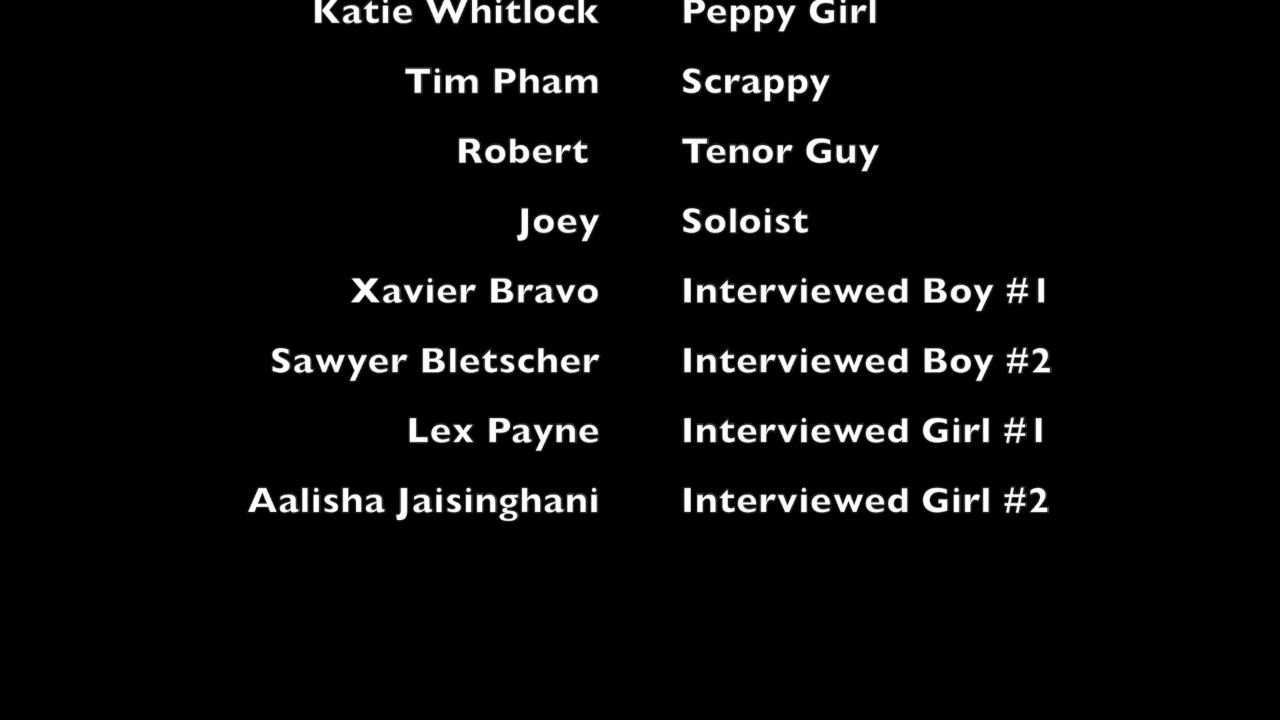 Katie Whitlock Peppy Girl
Tim Pham Scrappy
Robert Tenor Guy
Joey Soloist
Xavier Bravo Interviewed Boy #1
Sawyer Bletscher Interviewed Boy #2
Lex Payne Interviewed Girl #1
Aalisha Jaisinghani Interviewed Girl #2